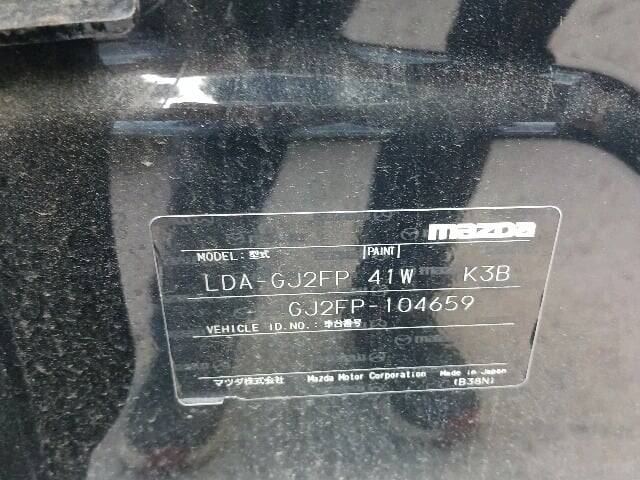 mazda
MODEL: 型式 PAINT
LDA-GJ2FP 41W K3B
GJ2FP-104659
VEHICLE ID.NO.: 車台番号
マツダ株式会社 Mazda Motor Corporation Made in Japan
(B38N)